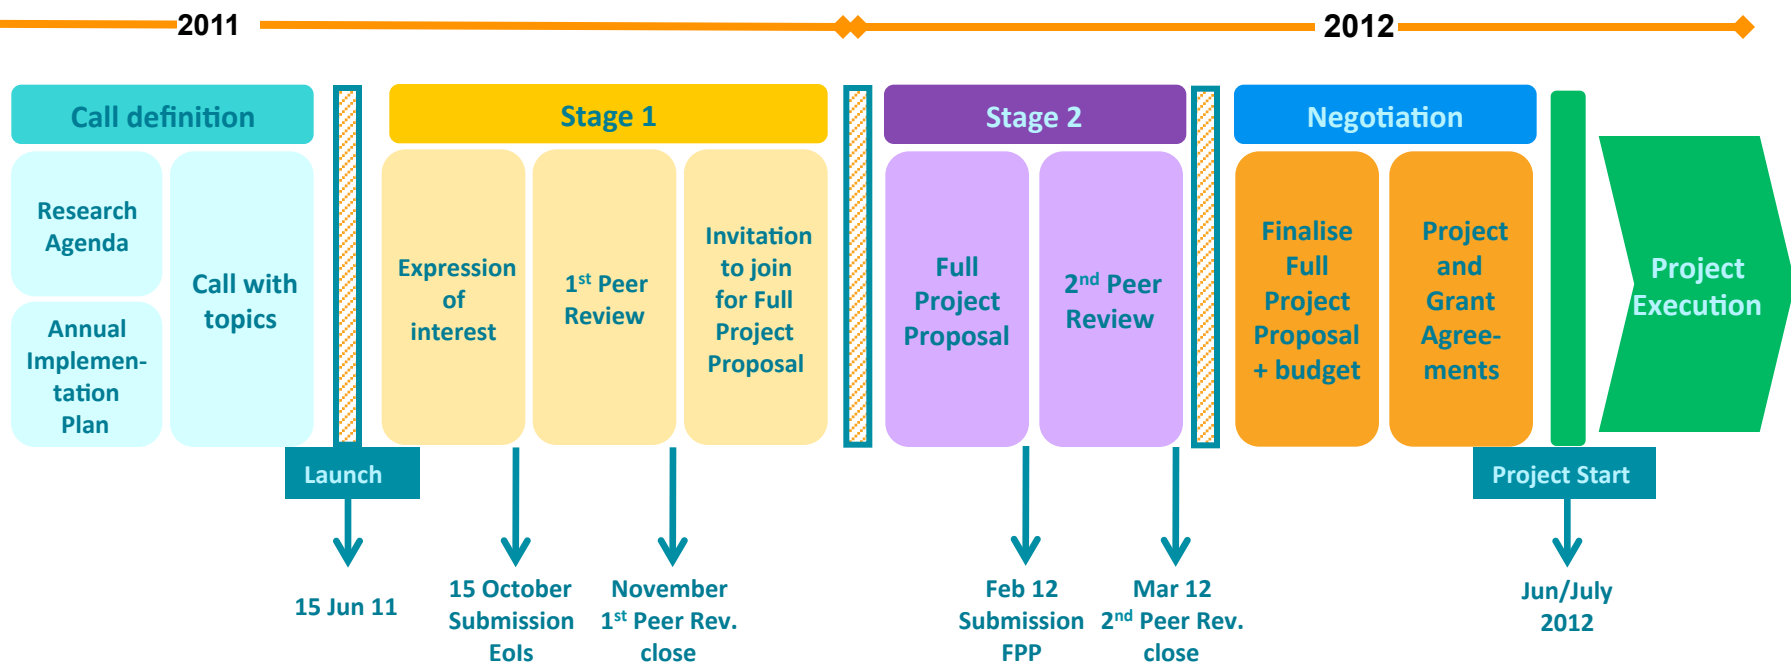 2011
2012
Call definition
Stage 1
Stage 2
Negotiation
Research
Agenda
Annual
Implemen-
tation
Plan
Call with
topics
Expression
of
interest
1st Peer
Review
Invitation
to join
for Full
Project
Proposal
Full
Project
Proposal
2nd Peer
Review
Finalise
Full
Project
Proposal
+ budget
Project
and
Grant
Agree-
ments
Project
Execution
Launch
Project Start
15 Jun 11
15 October
Submission
EoIs
November
1st Peer Rev.
close
Feb 12
Submission
FPP
Mar 12
2nd Peer Rev.
close
Jun/July
2012